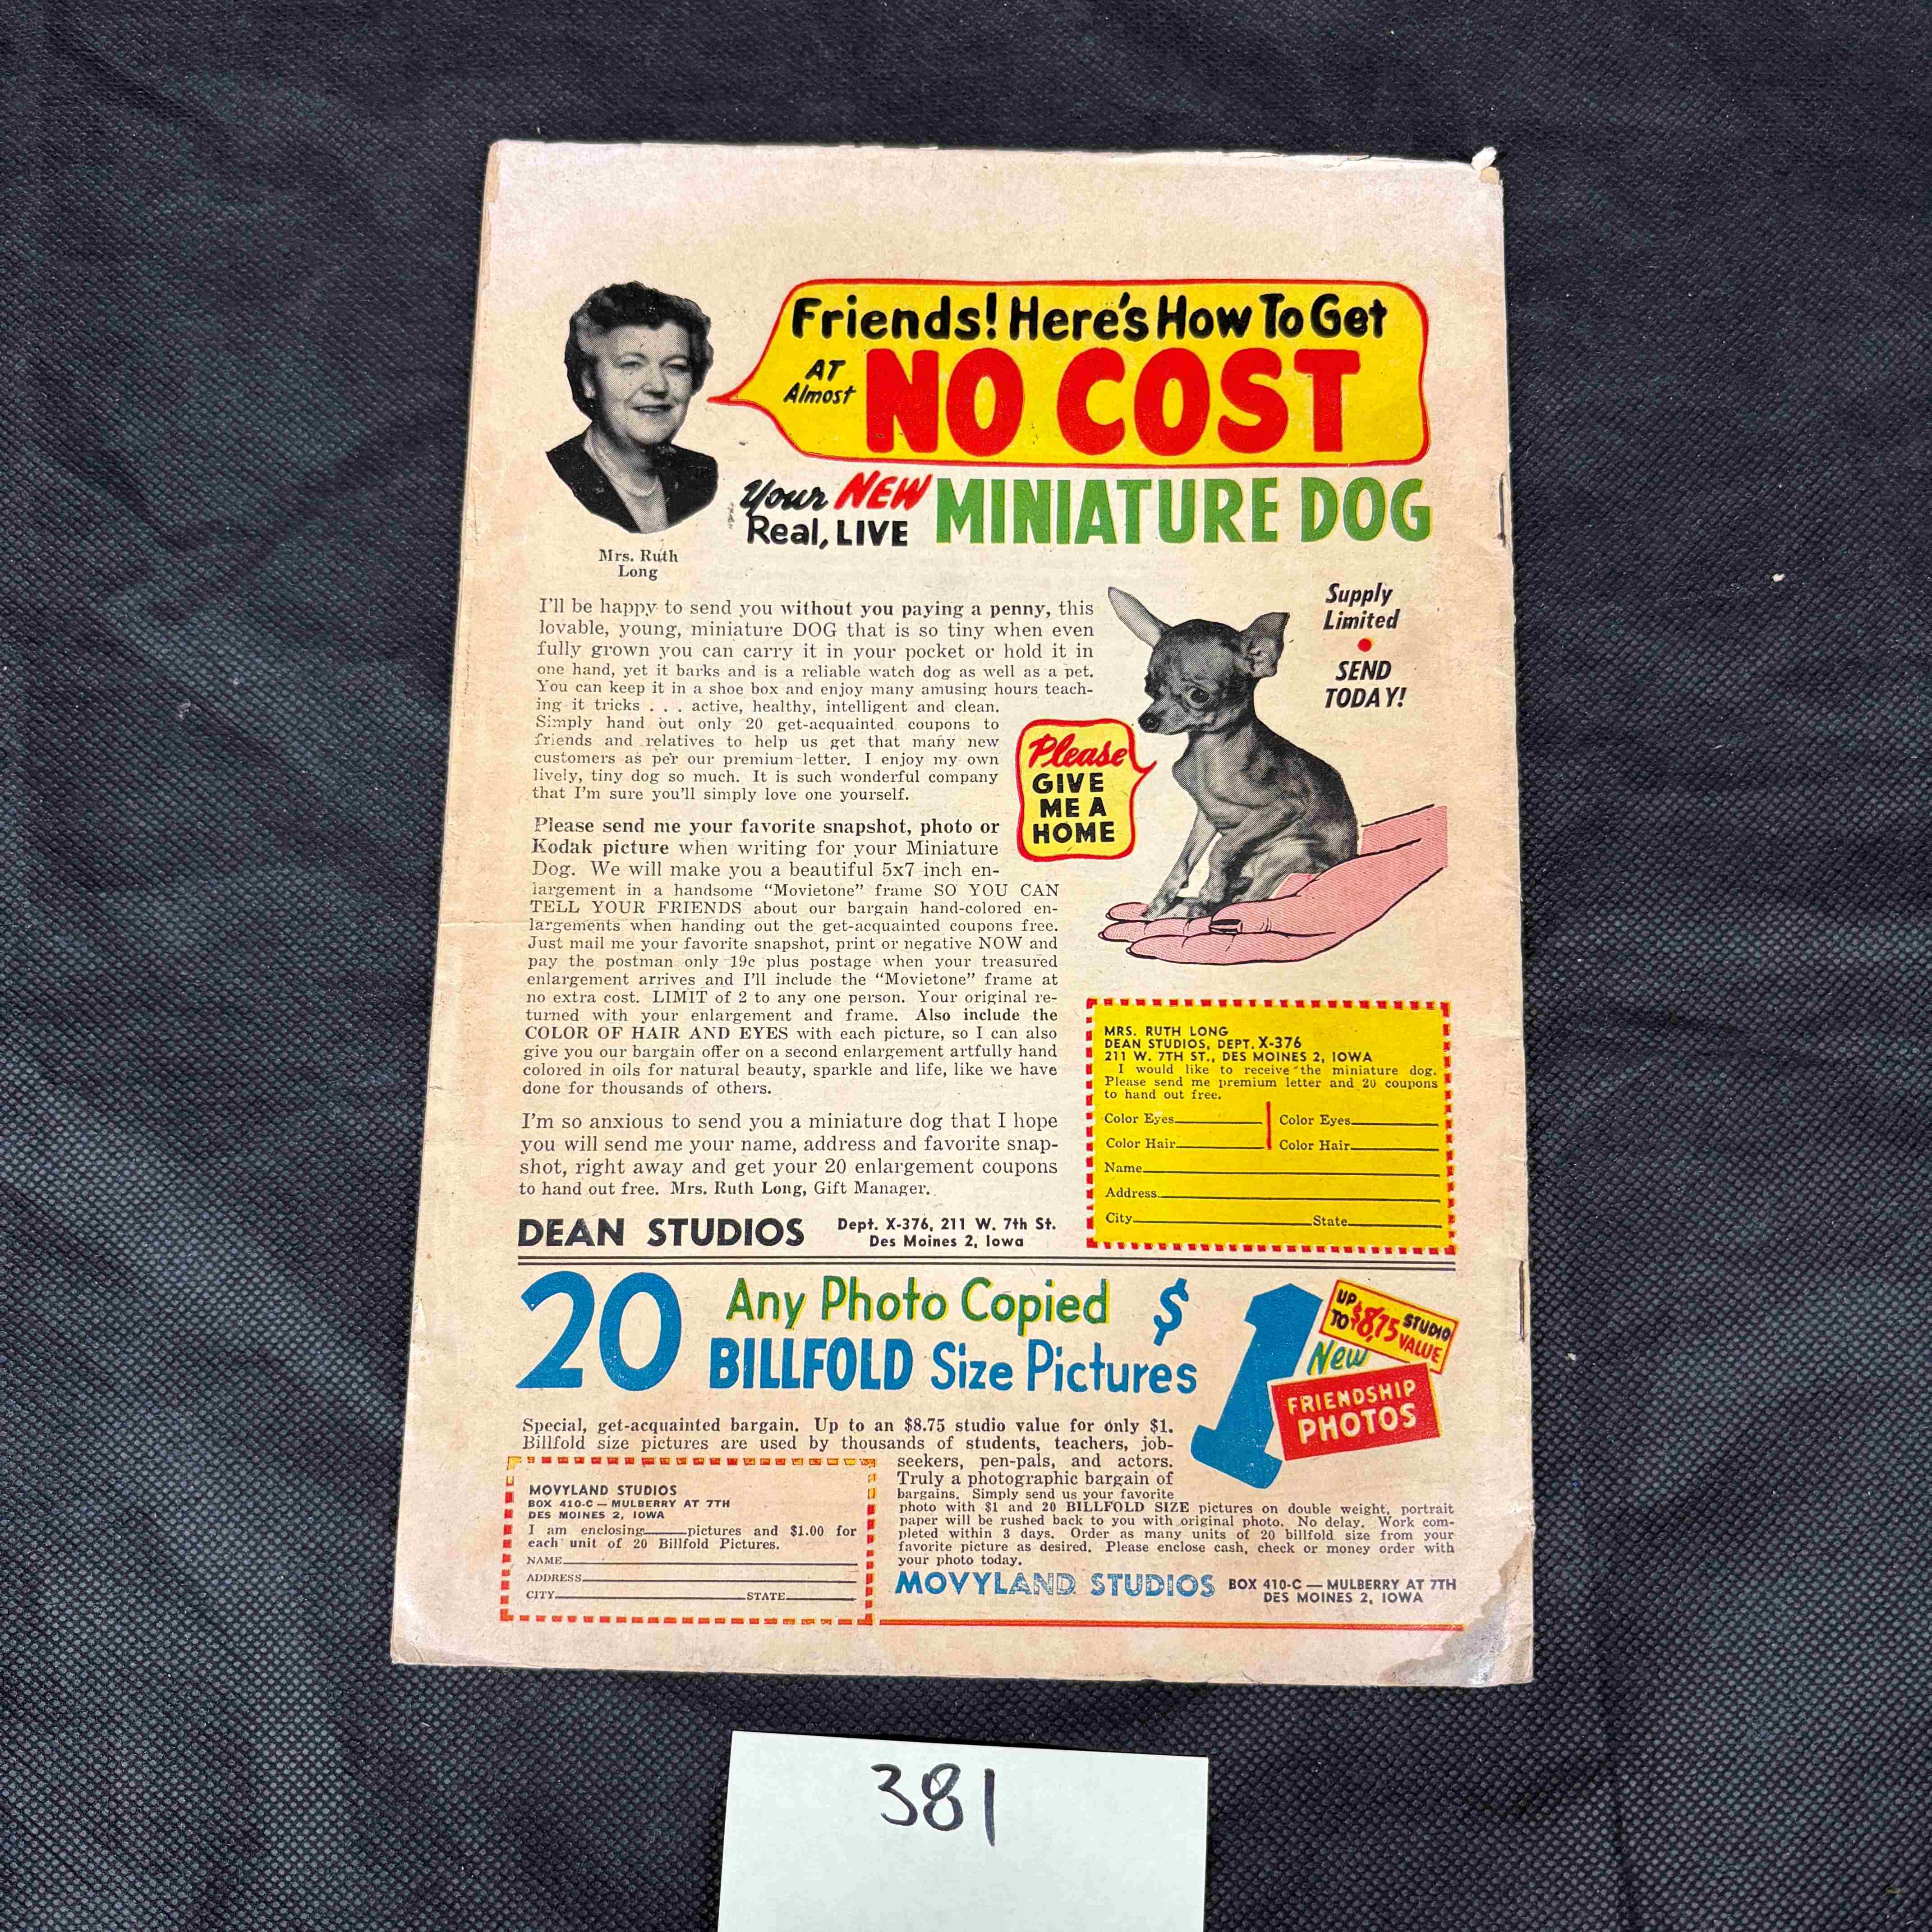 Friends! Here's How To Get
AT Almost
NO COST
Your NEW
Real, LIVE
MINIATURE DOG
Mrs. Ruth
Long
I'll be happy to send you without you paying a penny, this
lovable, young, miniature DOG that is so tiny when even
fully grown you can carry it in your pocket or hold it in
one hand, yet it barks and is a reliable watch dog as well as a pet.
You can keep it in a shoe box and enjoy many amusing hours teach-
ing it tricks . . . active, healthy, intelligent and clean.
Simply hand out only 20 get-acquainted coupons to
friends and relatives to help us get that many new
customers as per our premium letter. I enjoy my own
lively, tiny dog so much. It is such wonderful company
that I'm sure you'll simply love one yourself.
Supply
Limited
SEND
TODAY!
Please
GIVE
ME A
HOME
Please send me your favorite snapshot, photo or
Kodak picture when writing for your Miniature
Dog. We will make you a beautiful 5x7 inch en-
largement in a handsome "Movietone" frame SO YOU CAN
TELL YOUR FRIENDS about our bargain hand-colored en-
largements when handing out the get-acquainted coupons free.
Just mail me your favorite snapshot, print or negative NOW and
pay the postman only 19c plus postage when your treasured
enlargement arrives and I'll include the "Movietone" frame at
no extra cost. LIMIT of 2 to any one person. Your original re-
turned with your enlargement and frame. Also include the
COLOR OF HAIR AND EYES with each picture, so I can also
give you our bargain offer on a second enlargement artfully hand
colored in oils for natural beauty, sparkle and life, like we have
done for thousands of others.
I'm so anxious to send you a miniature dog that I hope
you will send me your name, address and favorite snap-
shot, right away and get your 20 enlargement coupons
to hand out free. Mrs. Ruth Long, Gift Manager.
DEAN STUDIOS
Dept. X-376, 211 W. 7th St.
Des Moines 2, Iowa
MRS. RUTH LONG
DEAN STUDIOS, DEPT. X-376
211 W. 7TH ST., DES MOINES 2, IOWA
I would like to receive the miniature dog.
Please send me premium letter and 20 coupons
to hand out free.
Color Eyes Color Eyes
Color Hair Color Hair
Name
Address
City State
20 Any Photo Copied $1
BILLFOLD Size Pictures
UP TO $8.75 STUDIO VALUE
New
FRIENDSHIP
PHOTOS
Special, get-acquainted bargain. Up to an $8.75 studio value for only $1.
Billfold size pictures are used by thousands of students, teachers, job-
seekers, pen-pals, and actors.
Truly a photographic bargain of
bargains. Simply send us your favorite
photo with $1 and 20 BILLFOLD SIZE pictures on double weight, portrait
paper will be rushed back to you with original photo. No delay. Work com-
pleted within 3 days. Order as many units of 20 billfold size from your
favorite picture as desired. Please enclose cash, check or money order with
your photo today.
MOVYLAND STUDIOS
BOX 410-C — MULBERRY AT 7TH
DES MOINES 2, IOWA
MOVYLAND STUDIOS
BOX 410-C — MULBERRY AT 7TH
DES MOINES 2, IOWA
I am enclosing pictures and $1.00 for
each unit of 20 Billfold Pictures.
NAME
ADDRESS
CITY STATE
381